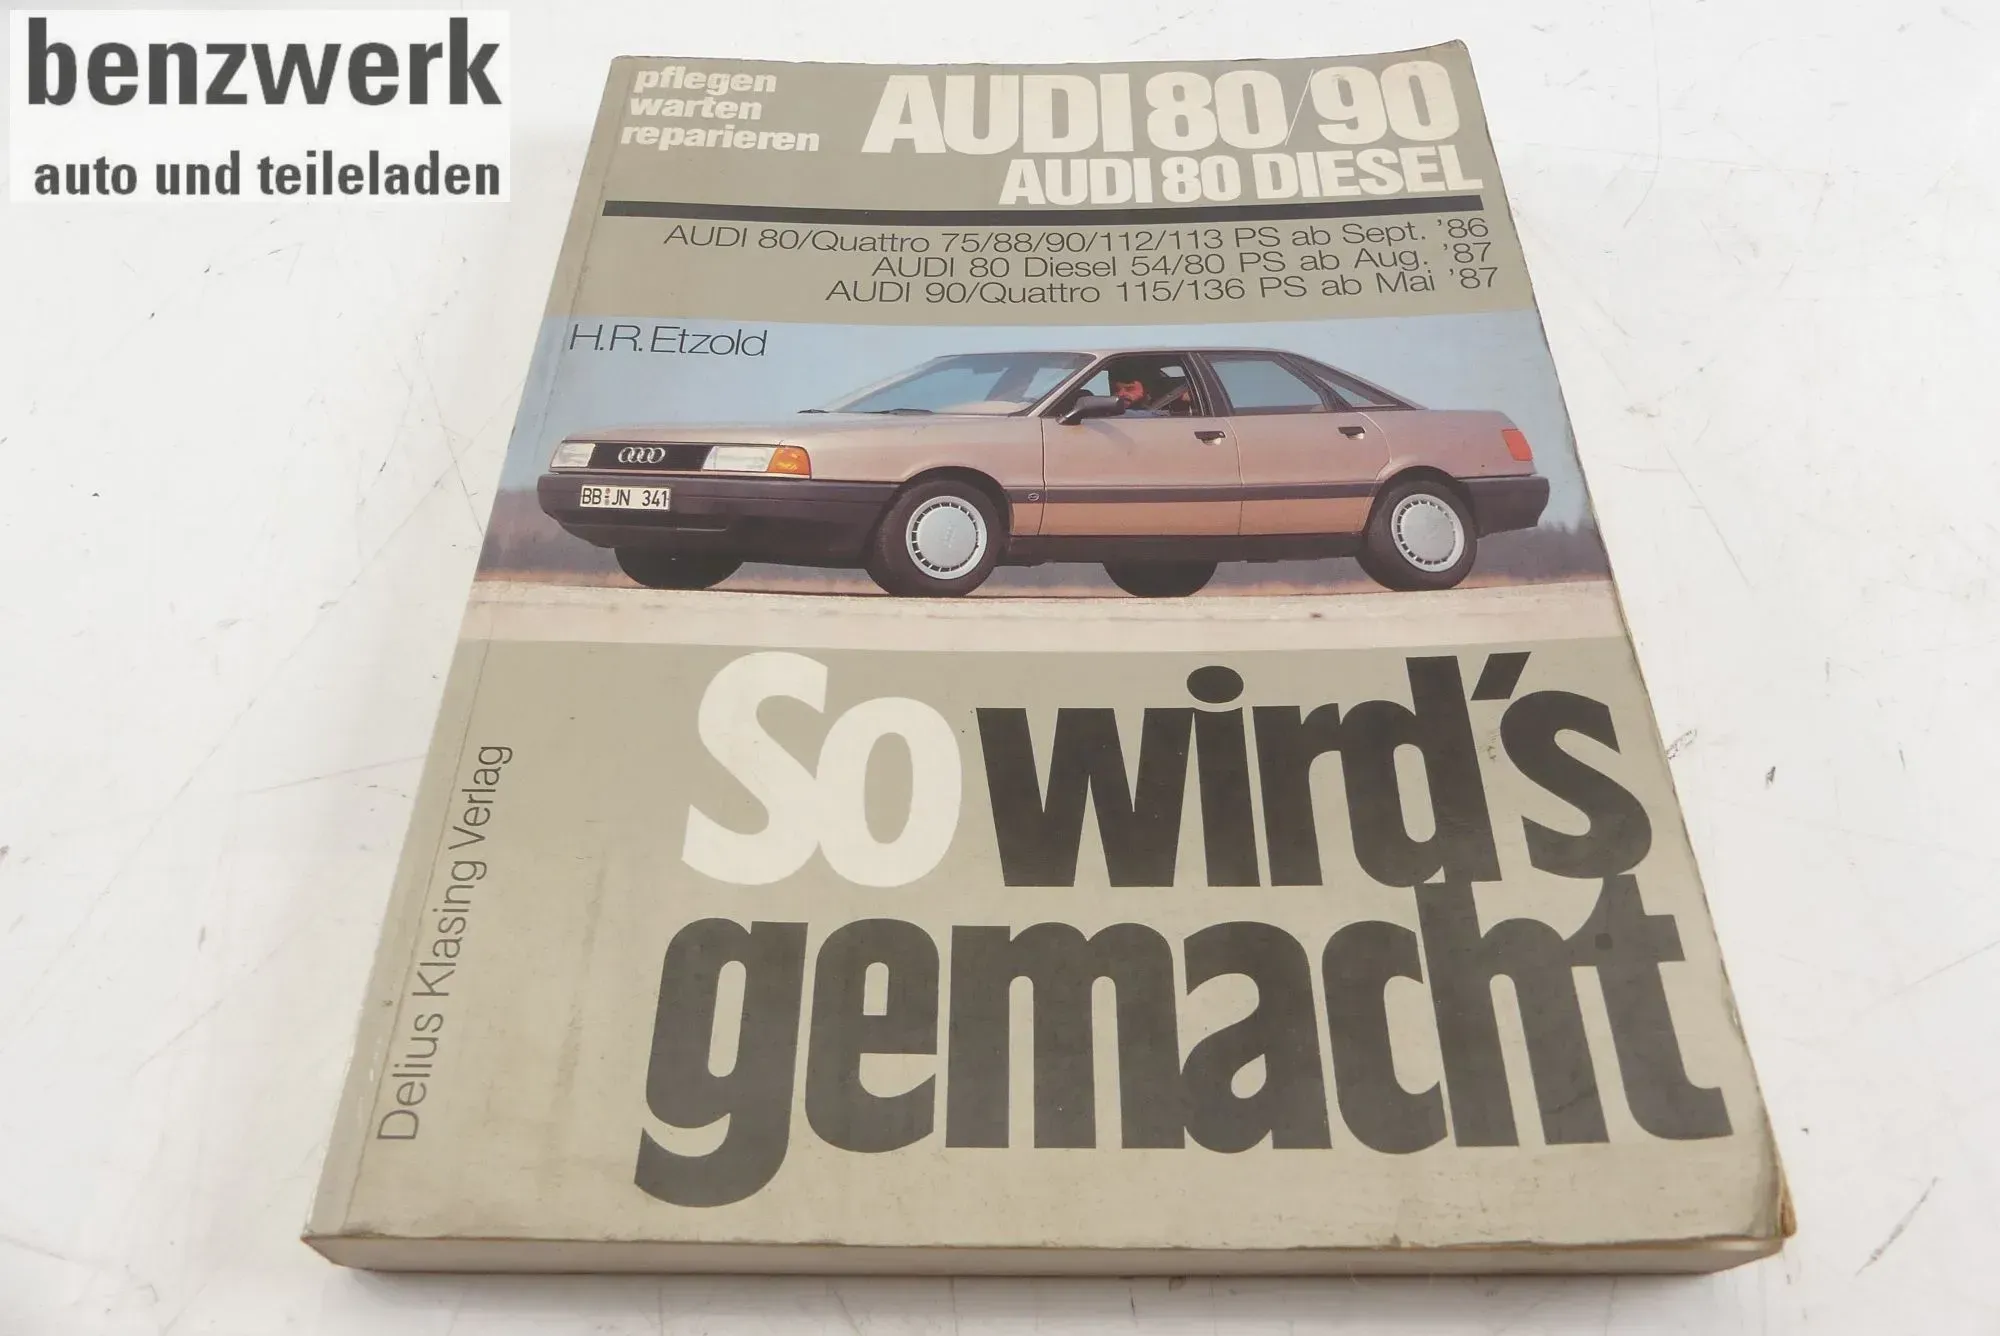 benzwerk
auto und teileladen
pflegen
warten
reparieren
AUDI 80/90
AUDI 80 DIESEL
AUDI 80/Quattro 75/88/90/112/113 PS ab Sept. '86
AUDI 80 Diesel 54/80 PS ab Aug. '87
AUDI 90/Quattro 115/136 PS ab Mai '87
H.R. Etzold
BB JN 341
So wird's
gemacht
Delius Klasing Verlag